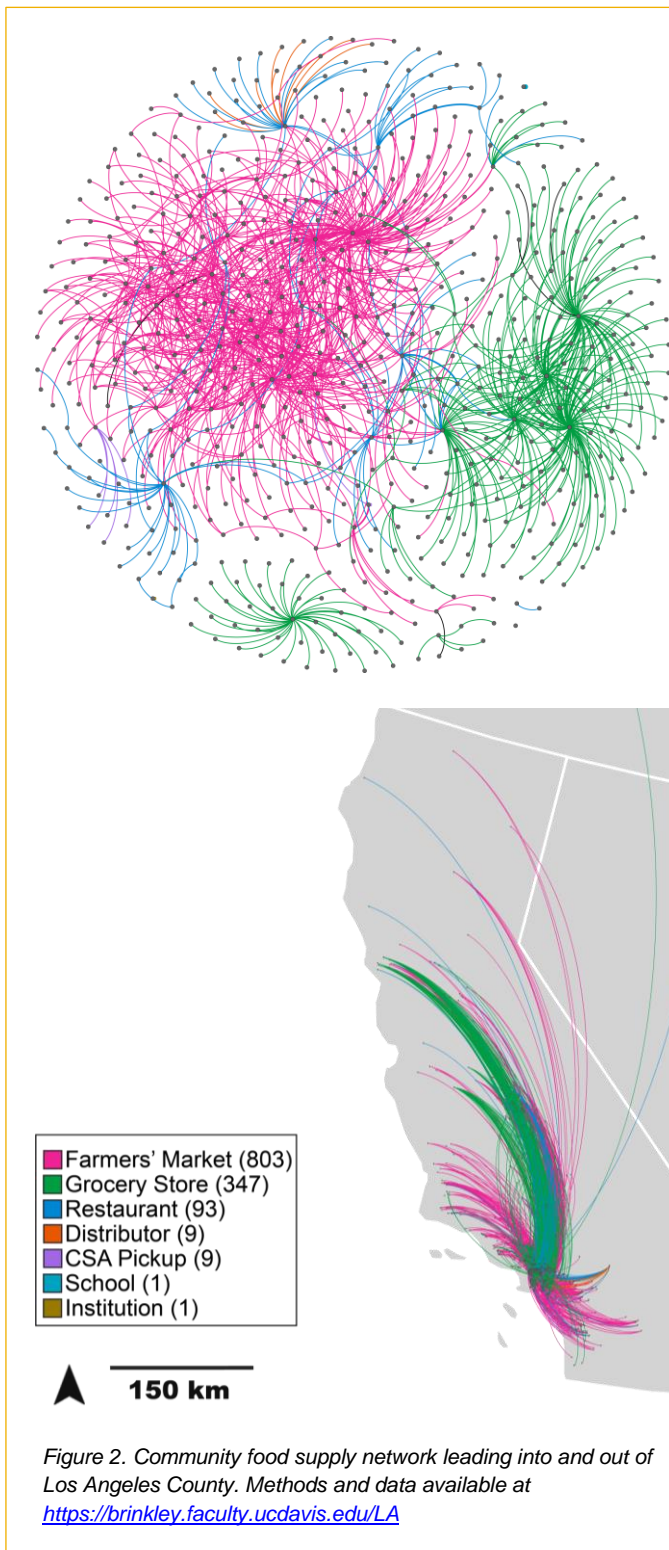 Farmers' Market (803)
Grocery Store (347)
Restaurant (93)
Distributor (9)
CSA Pickup (9)
School (1)
Institution (1)
150 km
Figure 2. Community food supply network leading into and out of
Los Angeles County. Methods and data available at
https://brinkley.faculty.ucdavis.edu/LA